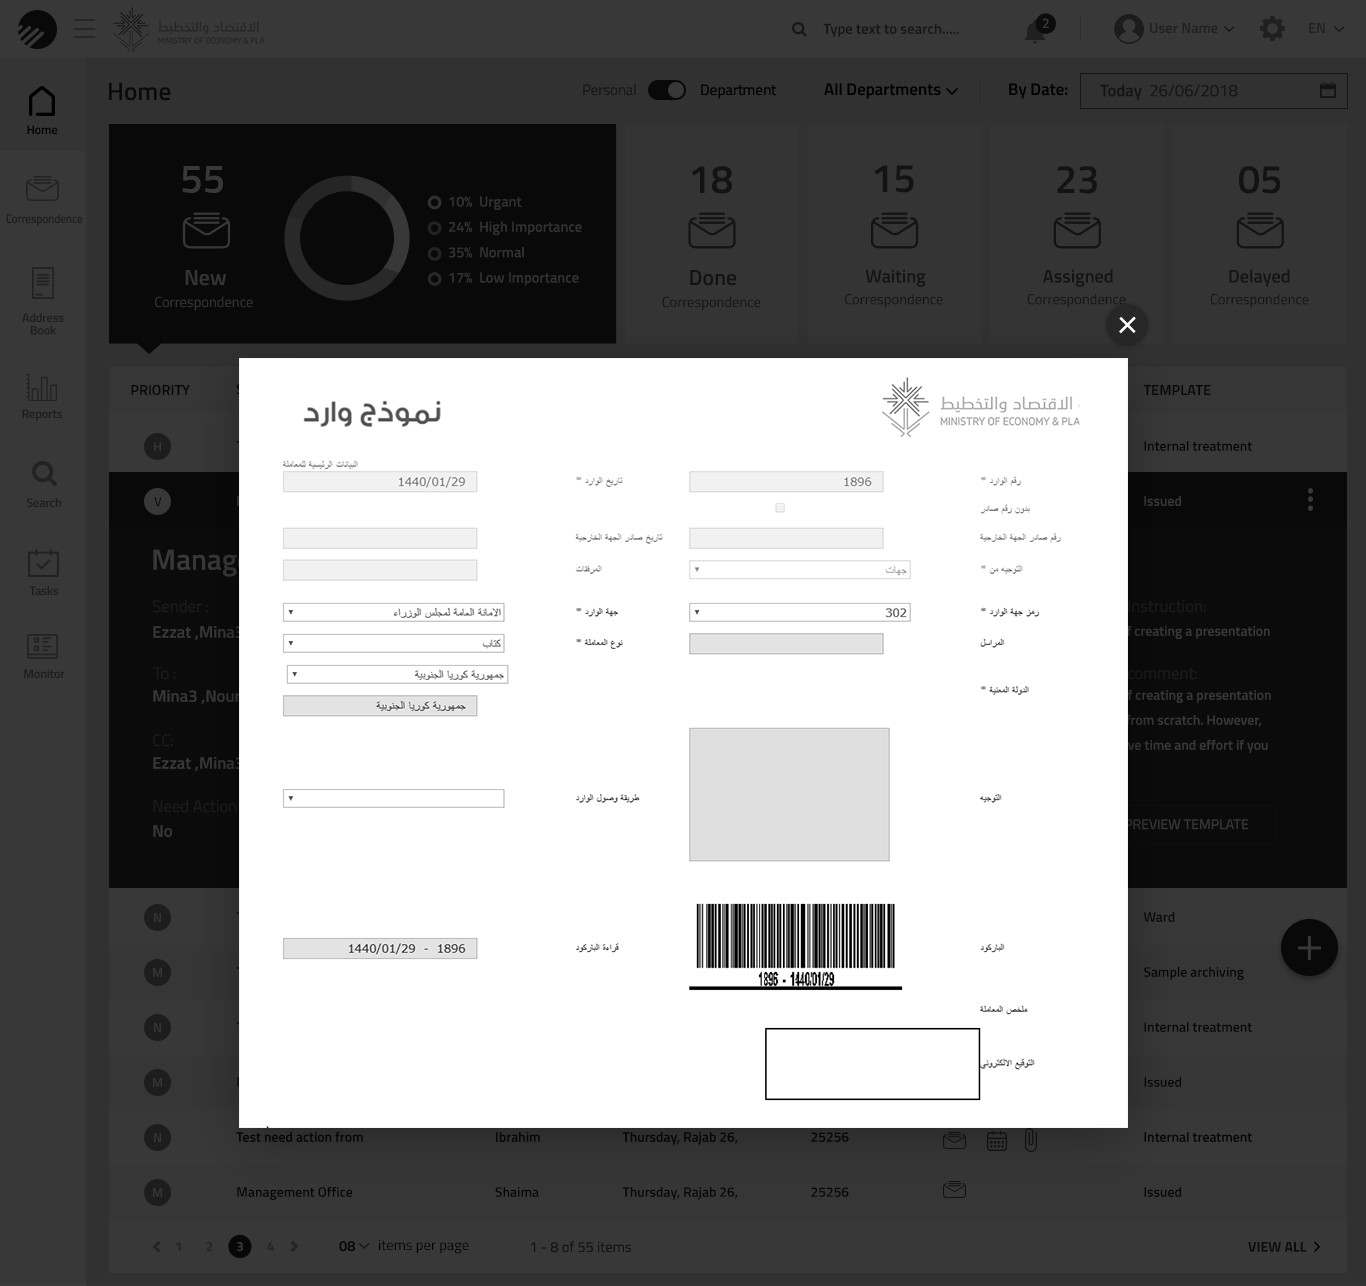 الاقتصاد والتخطيط
MINISTRY OF ECONOMY & PLA
Type text to search.....
2
User Name
EN
Home
Personal
Department
All Departments
By Date:
Today 26/06/2018
Home
Correspondence
Address
Book
Reports
Search
Tasks
Monitor
55
New
Correspondence
10% Urgant
24% High Importance
35% Normal
17% Low Importance
18
Done
Correspondence
15
Waiting
Correspondence
23
Assigned
Correspondence
05
Delayed
Correspondence
PRIORITY
TEMPLATE
H
Internal treatment
V
Issued
Manag
Sender :
Ezzat ,Mina3
To :
Mina3 ,Nour
CC:
Ezzat ,Mina3
Need Action
No
nstruction:
f creating a presentation
omment:
f creating a presentation
from scratch. However,
ve time and effort if you
PREVIEW TEMPLATE
الاقتصاد والتخطيط
MINISTRY OF ECONOMY & PLA
نموذج وارد
البيانات الرئيسية للمعاملة
رقم الوارد *
1896
تاريخ الوارد *
1440/01/29
بدون رقم صادر
رقم صادر الجهة الخارجية
تاريخ صادر الجهة الخارجية
التوجيه من *
جهات
المرفقات
رمز جهة الوارد *
302
جهة الوارد *
الامانة العامة لمجلس الوزراء
المراسل
نوع المعاملة *
كتاب
الدولة المعنية *
جمهورية كوريا الجنوبية
جمهورية كوريا الجنوبية
التوجيه
طريقة وصول الوارد
الباركود
1896 - 1440/01/29
قراءة الباركود
1440/01/29 - 1896
ملخص المعاملة
التوقيع الالكترونى
N
Ward
M
Sample archiving
N
Internal treatment
M
Issued
N
Test need action from
Ibrahim
Thursday, Rajab 26,
25256
Internal treatment
M
Management Office
Shaima
Thursday, Rajab 26,
25256
Issued
1 2 3 4
08 items per page
1 - 8 of 55 items
VIEW ALL